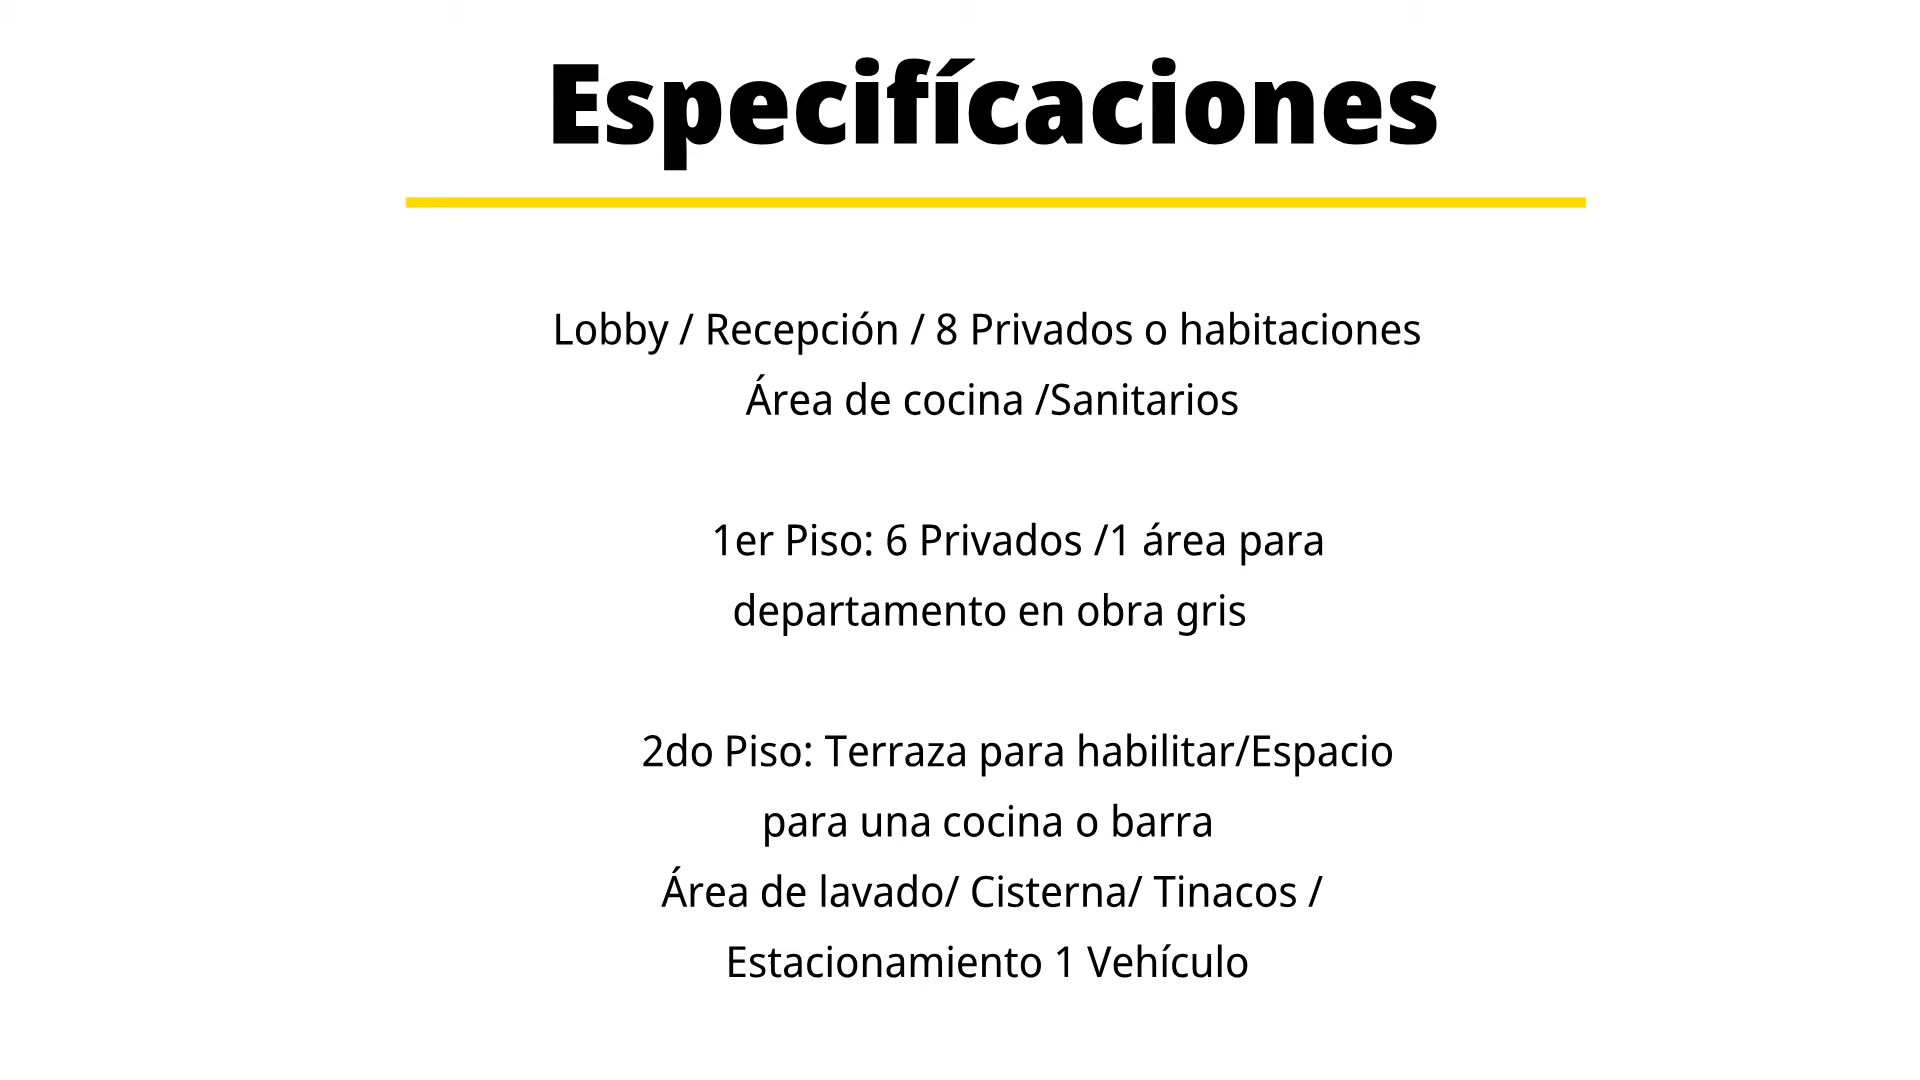 Especifícaciones
Lobby / Recepción / 8 Privados o habitaciones
Área de cocina /Sanitarios
1er Piso: 6 Privados /1 área para
departamento en obra gris
2do Piso: Terraza para habilitar/Espacio
para una cocina o barra
Área de lavado/ Cisterna/ Tinacos /
Estacionamiento 1 Vehículo